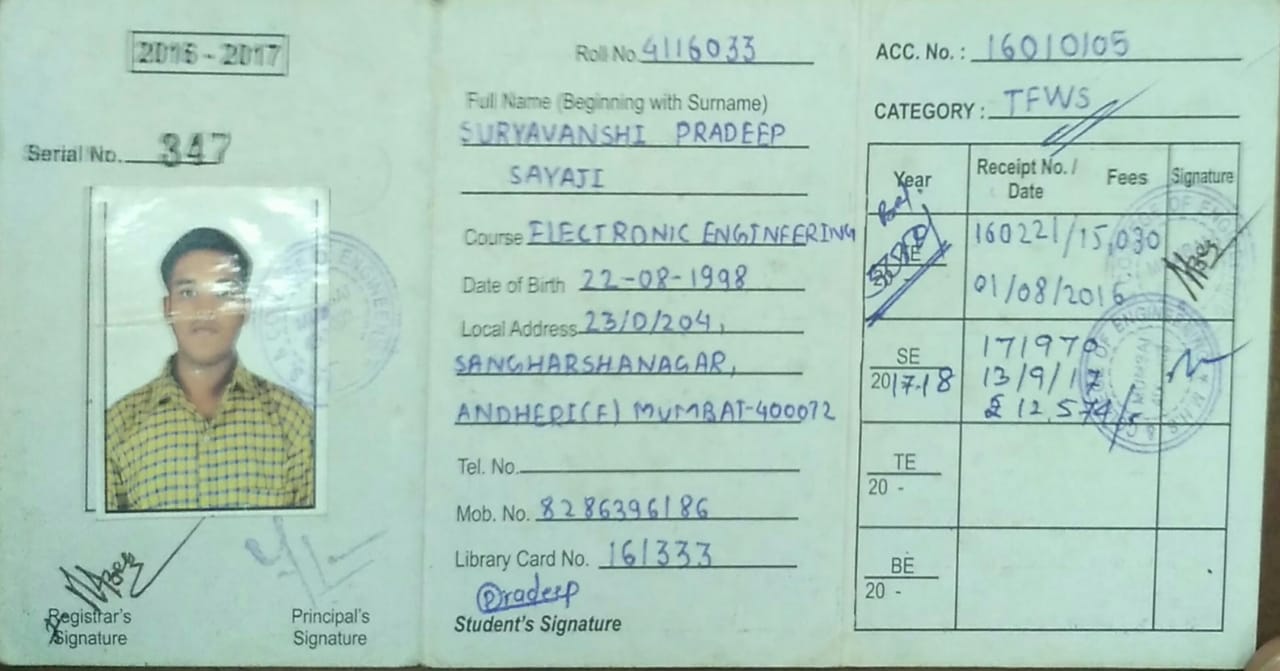 2016 - 2017
Serial No. 347
Registrar's
Signature
Principal's
Signature
Roll No. 4116033
Full Name (Beginning with Surname)
SURYAVANSHI PRADEEP
SAYAJI
Course ELECTRONIC ENGINEERING
Date of Birth 22-08-1998
Local Address 23/D/204,
SANGHARSHANAGAR,
ANDHERI(E) MUMBAI-400072
Tel. No.
Mob. No. 8286396186
Library Card No. 161333
Pradeep
Student's Signature
ACC. No. : 16010105
CATEGORY : TFWS
Year Receipt No. / Date Fees Signature
FE 160221/15,030
01/08/2016
SE 171970
2017-18 13/9/17
£ 12,574/-
TE
20 -
BE
20 -